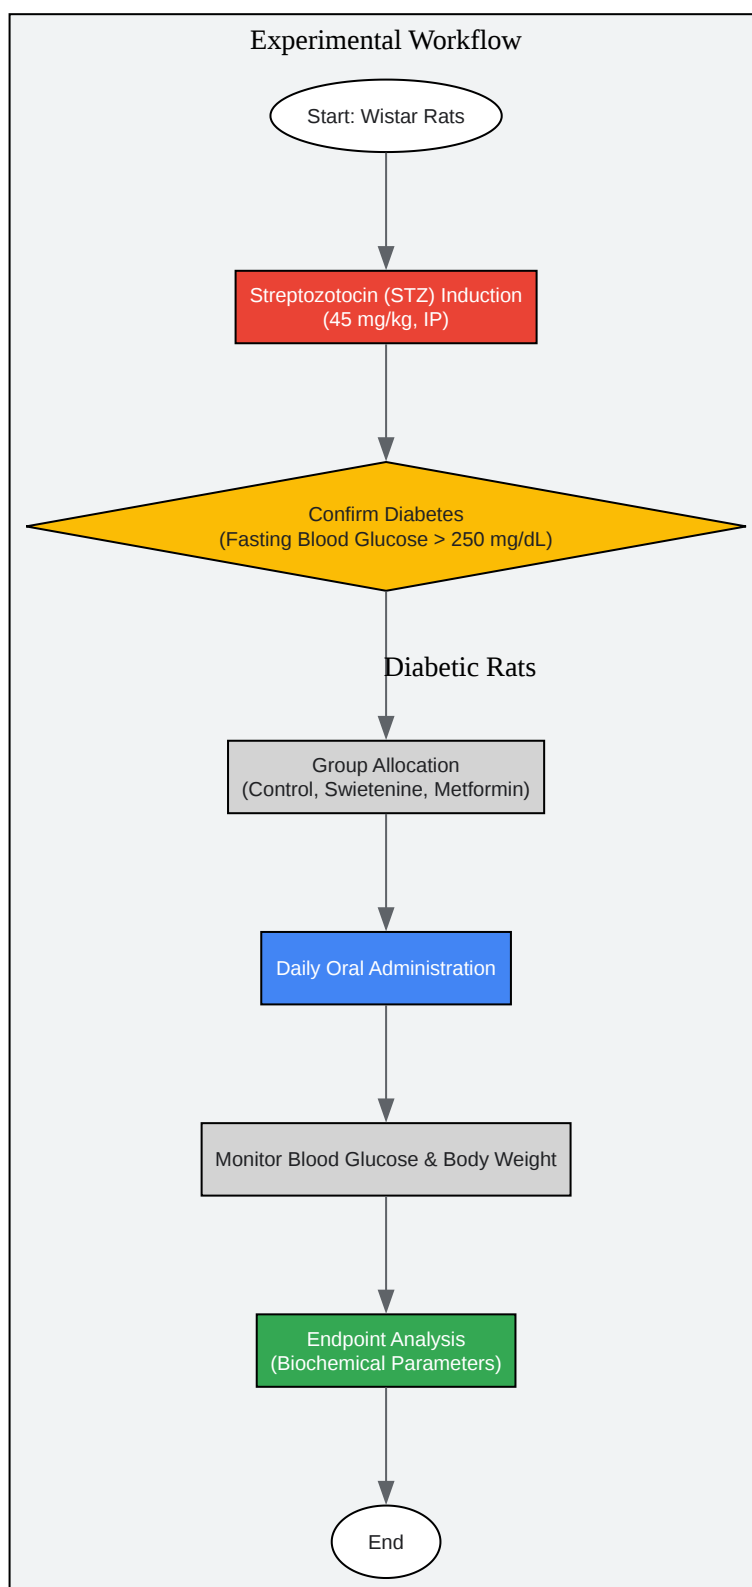 Experimental Workflow
Start: Wistar Rats
Streptozotocin (STZ) Induction
(45 mg/kg, IP)
Confirm Diabetes
(Fasting Blood Glucose > 250 mg/dL)
Diabetic Rats
Group Allocation
(Control, Swietenine, Metformin)
Daily Oral Administration
Monitor Blood Glucose & Body Weight
Endpoint Analysis
(Biochemical Parameters)
End